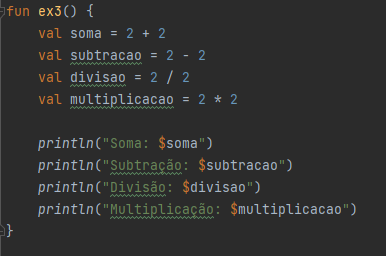 fun ex3() {
    val soma = 2 + 2
    val subtracao = 2 - 2
    val divisao = 2 / 2
    val multiplicacao = 2 * 2

    println("Soma: $soma")
    println("Subtração: $subtracao")
    println("Divisão: $divisao")
    println("Multiplicação: $multiplicacao")
}